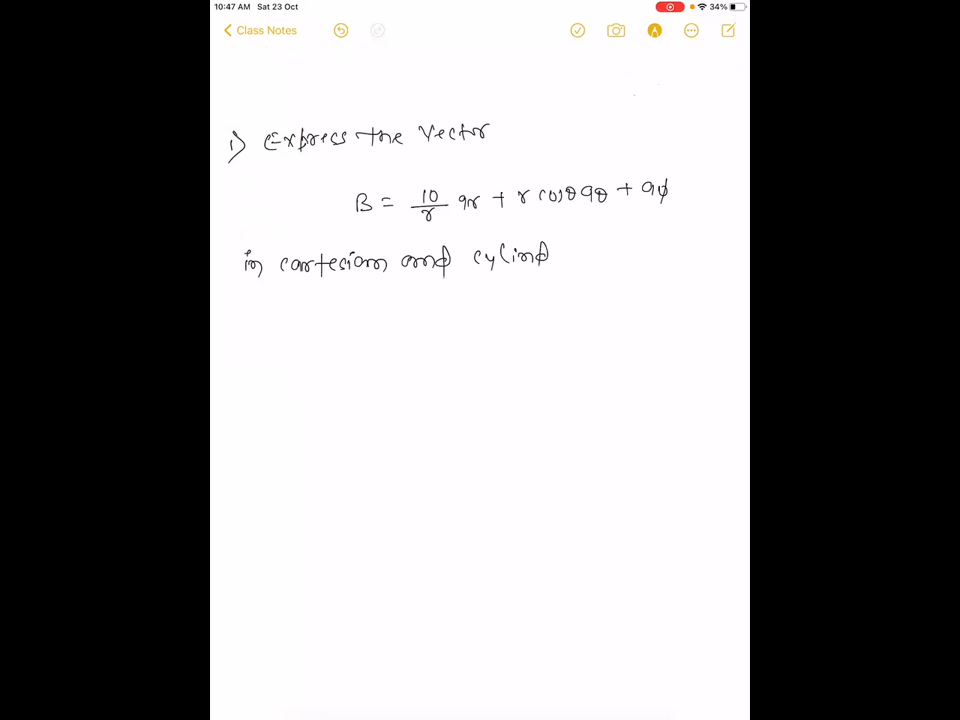 10:47 AM Sat 23 Oct 34%
Class Notes
1) Express the Vector
B = 10/r ar + r cosθ aθ + aϕ
in cartesian and cylind